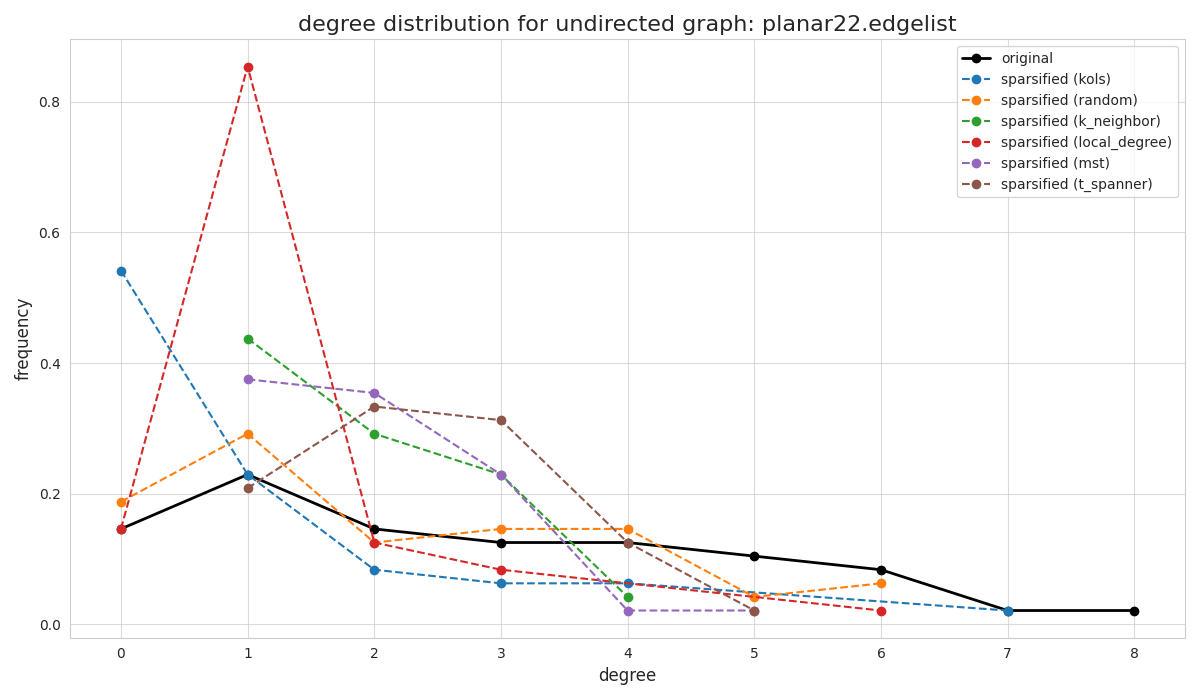 degree distribution for undirected graph: planar22.edgelist
original
sparsified (kols)
sparsified (random)
sparsified (k_neighbor)
sparsified (local_degree)
sparsified (mst)
sparsified (t_spanner)
frequency
0.8
0.6
0.4
0.2
0.0
0 1 2 3 4 5 6 7 8
degree